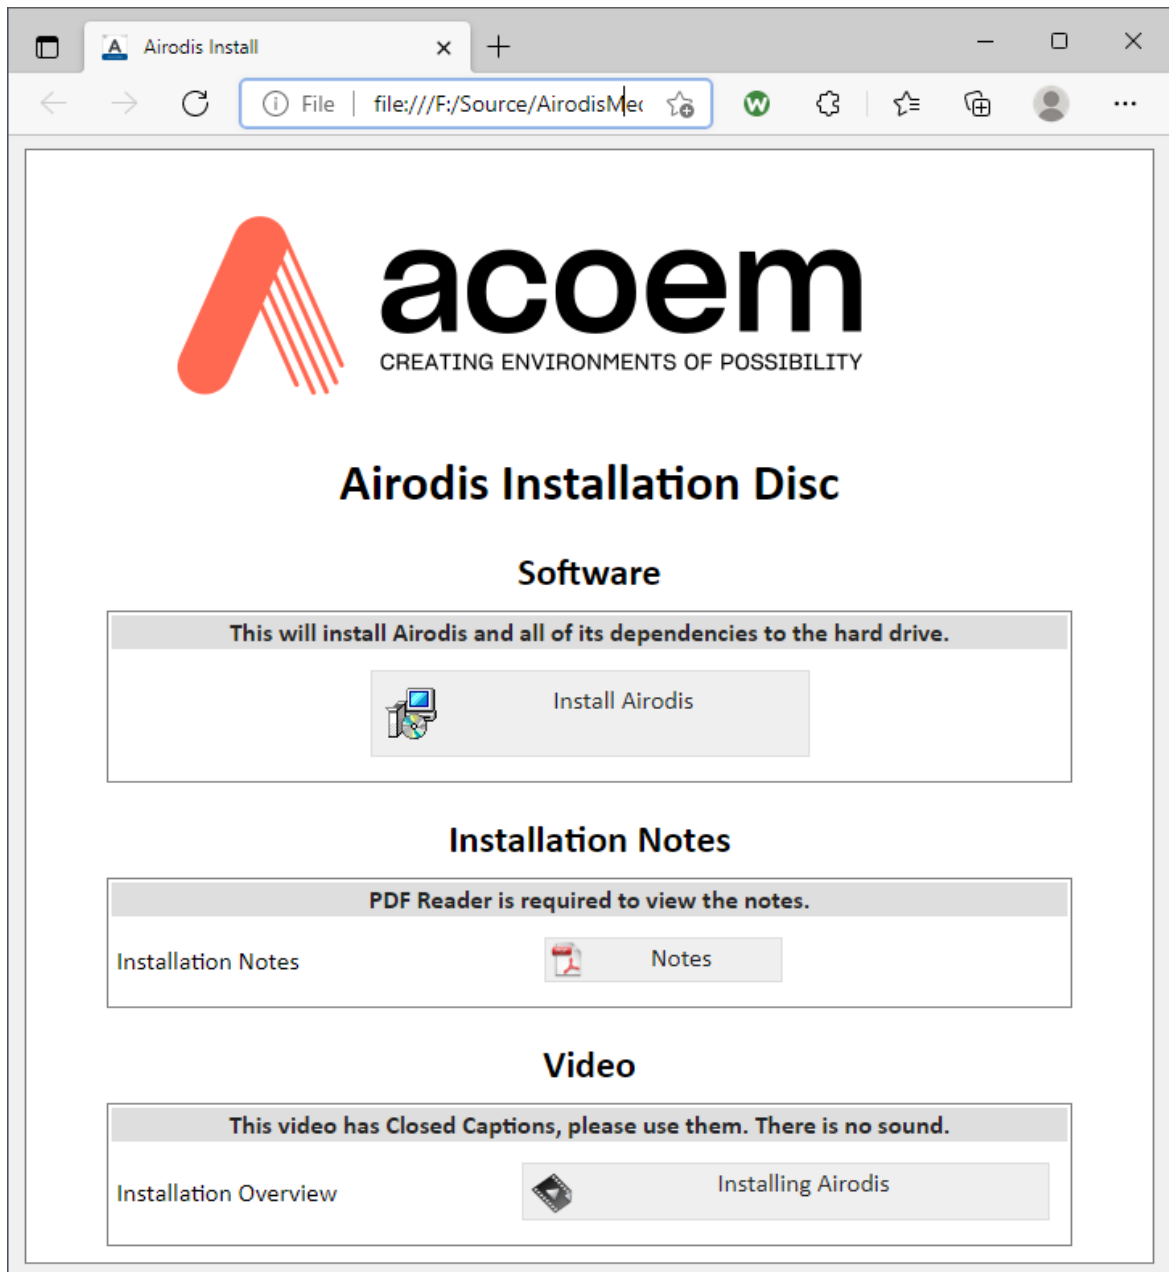 Airodis Install
File
file:///F:/Source/AirodisMed
acoem
CREATING ENVIRONMENTS OF POSSIBILITY
Airodis Installation Disc
Software
This will install Airodis and all of its dependencies to the hard drive.
Install Airodis
Installation Notes
PDF Reader is required to view the notes.
Installation Notes
Notes
Video
This video has Closed Captions, please use them. There is no sound.
Installation Overview
Installing Airodis